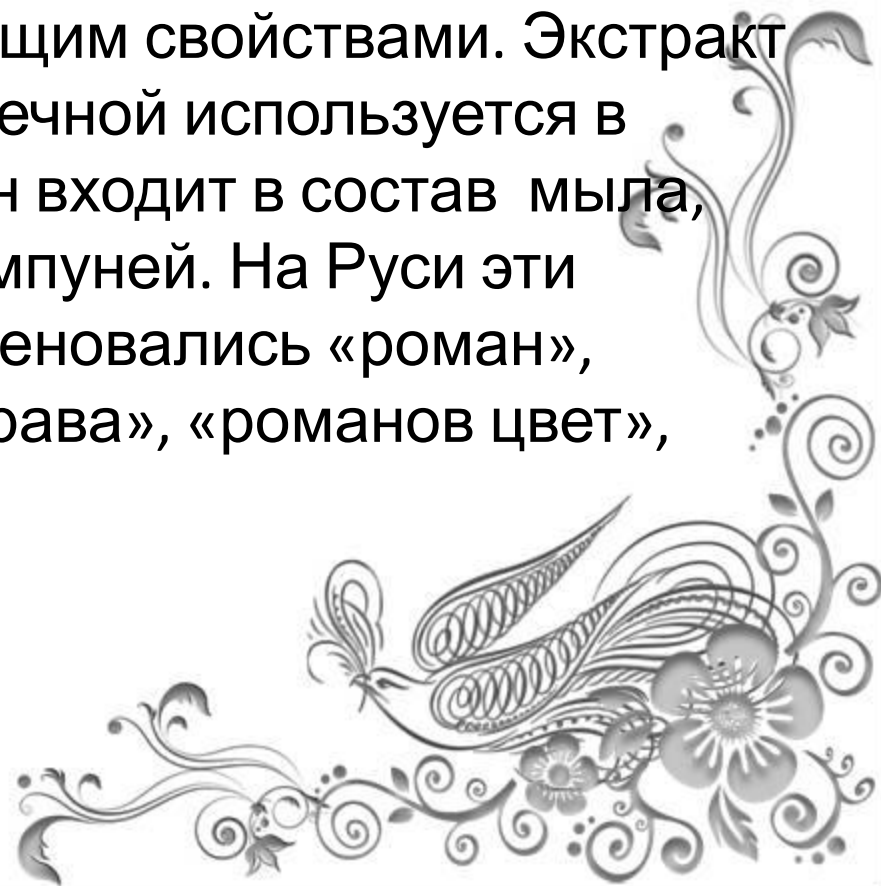 щим свойствами. Экстракт
ечной используется в
н входит в состав мыла,
мпуней. На Руси эти
еновались «роман»,
рава», «романов цвет»,